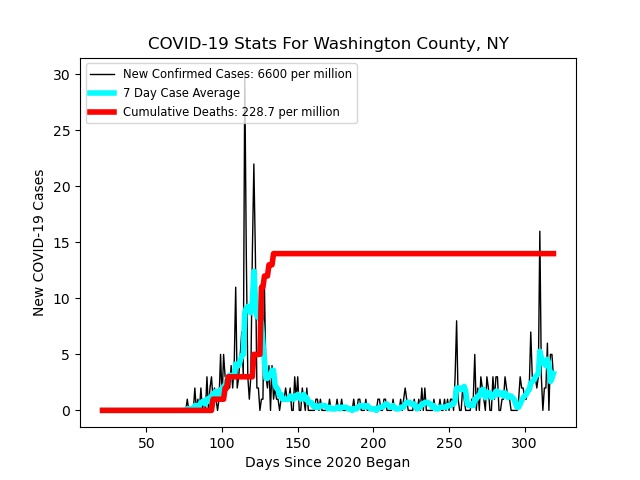 COVID-19 Stats For Washington County, NY
New Confirmed Cases: 6600 per million
7 Day Case Average
Cumulative Deaths: 228.7 per million
New COVID-19 Cases
30
25
20
15
10
5
0
50 100 150 200 250 300
Days Since 2020 Began